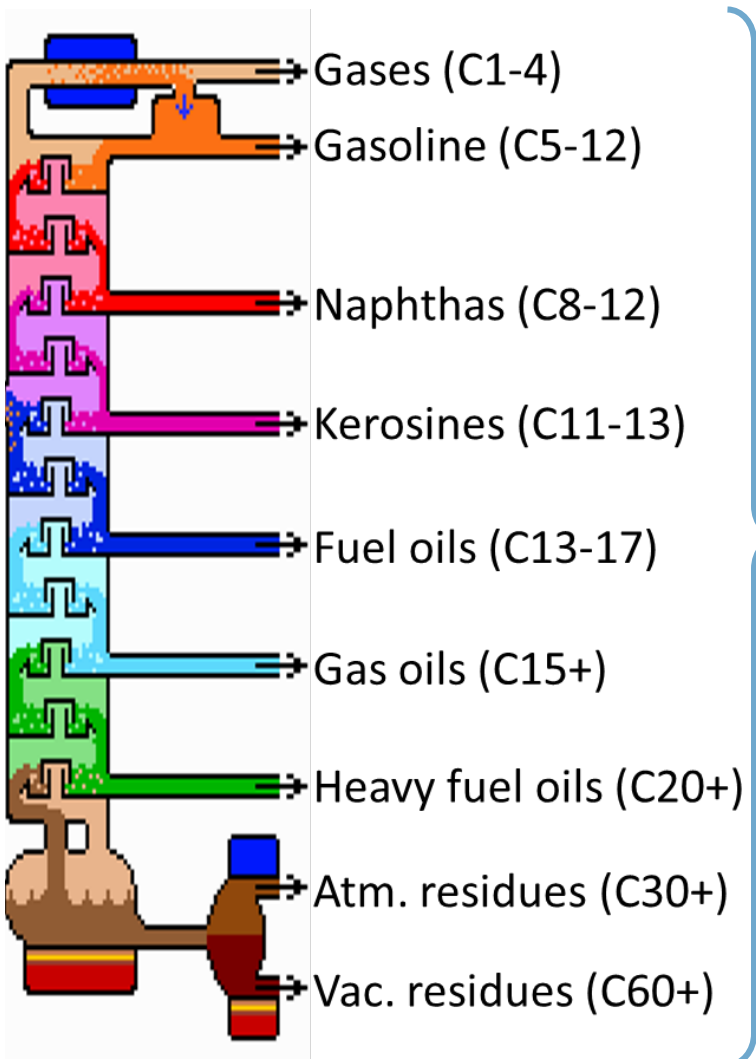 Gases (C1-4)
Gasoline (C5-12)
Naphthas (C8-12)
Kerosines (C11-13)
Fuel oils (C13-17)
Gas oils (C15+)
Heavy fuel oils (C20+)
Atm. residues (C30+)
Vac. residues (C60+)